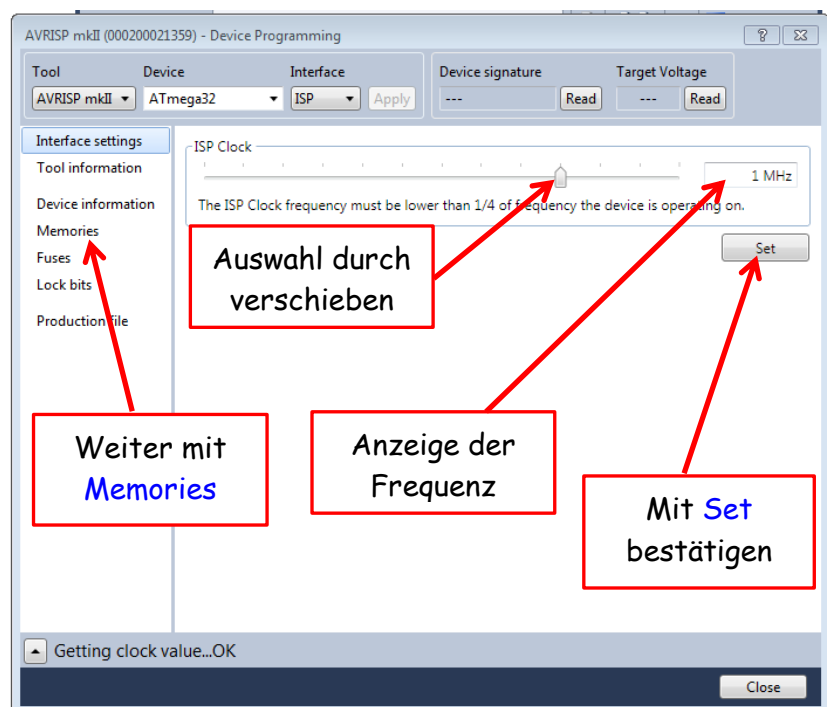 AVRISP mkII (000200021359) - Device Programming
Tool Device Interface Device signature Target Voltage
AVRISP mkII ATmega32 ISP Apply --- Read --- Read
Interface settings
Tool information
Device information
Memories
Fuses
Lock bits
Production file
ISP Clock
1 MHz
The ISP Clock frequency must be lower than 1/4 of frequency the device is operating on.
Set
Auswahl durch
verschieben
Weiter mit
Memories
Anzeige der
Frequenz
Mit Set
bestätigen
Getting clock value...OK
Close